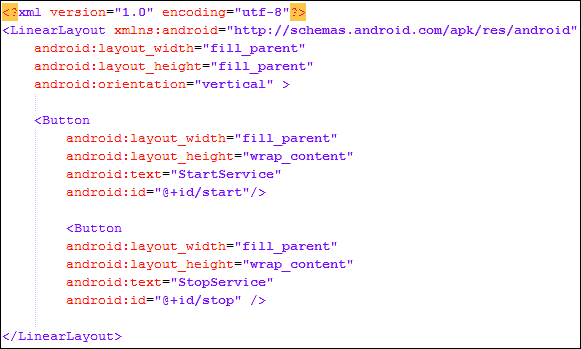 <?xml version="1.0" encoding="utf-8"?>
<LinearLayout xmlns:android="http://schemas.android.com/apk/res/android"
    android:layout_width="fill_parent"
    android:layout_height="fill_parent"
    android:orientation="vertical" >
    <Button
        android:layout_width="fill_parent"
        android:layout_height="wrap_content"
        android:text="StartService"
        android:id="@+id/start"/>
        <Button
        android:layout_width="fill_parent"
        android:layout_height="wrap_content"
        android:text="StopService"
        android:id="@+id/stop" />
</LinearLayout>